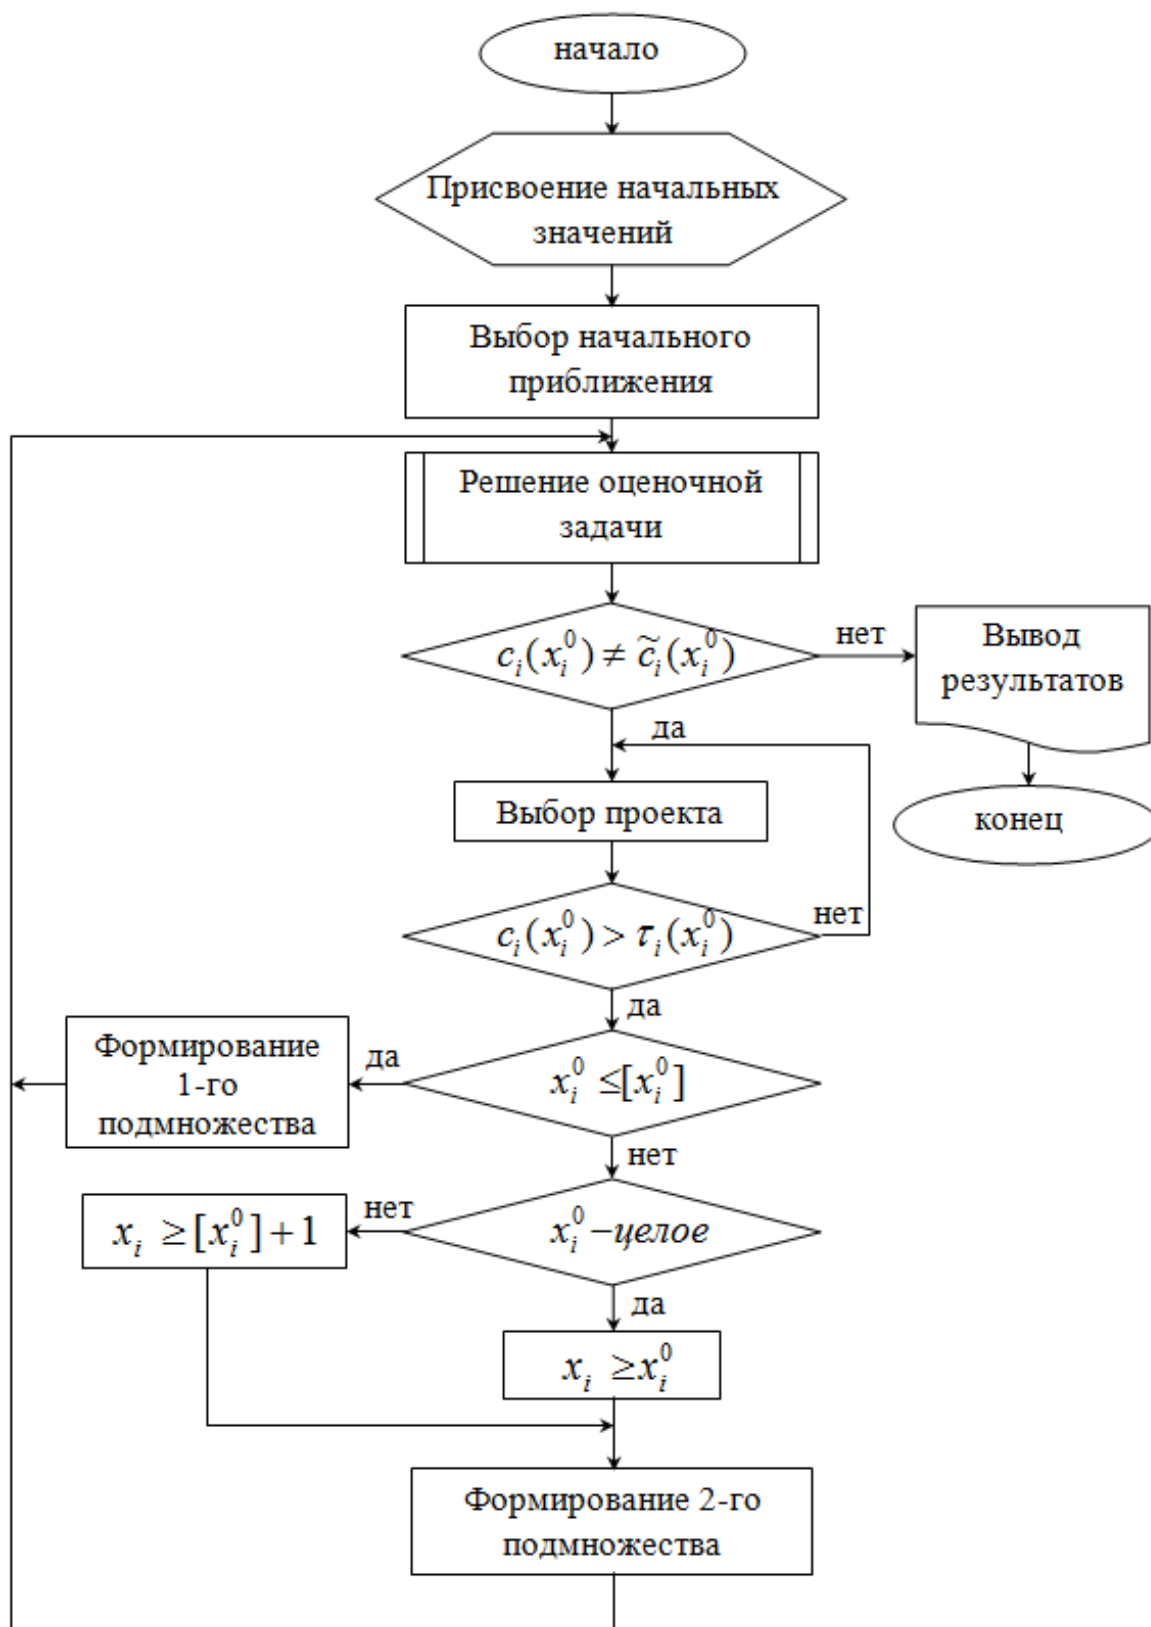 начало
Присвоение начальных
значений
Выбор начального
приближения
Решение оценочной
задачи
c_i(x_i^0) ≠ c̃_i(x_i^0)
нет
Вывод
результатов
да
Выбор проекта
конец
c_i(x_i^0) > τ_i(x_i^0)
нет
да
Формирование
1-го
подмножества
да
x_i^0 ≤[x_i^0]
нет
x_i ≥ [x_i^0] + 1
нет
x_i^0 – целое
да
x_i ≥ x_i^0
Формирование 2-го
подмножества